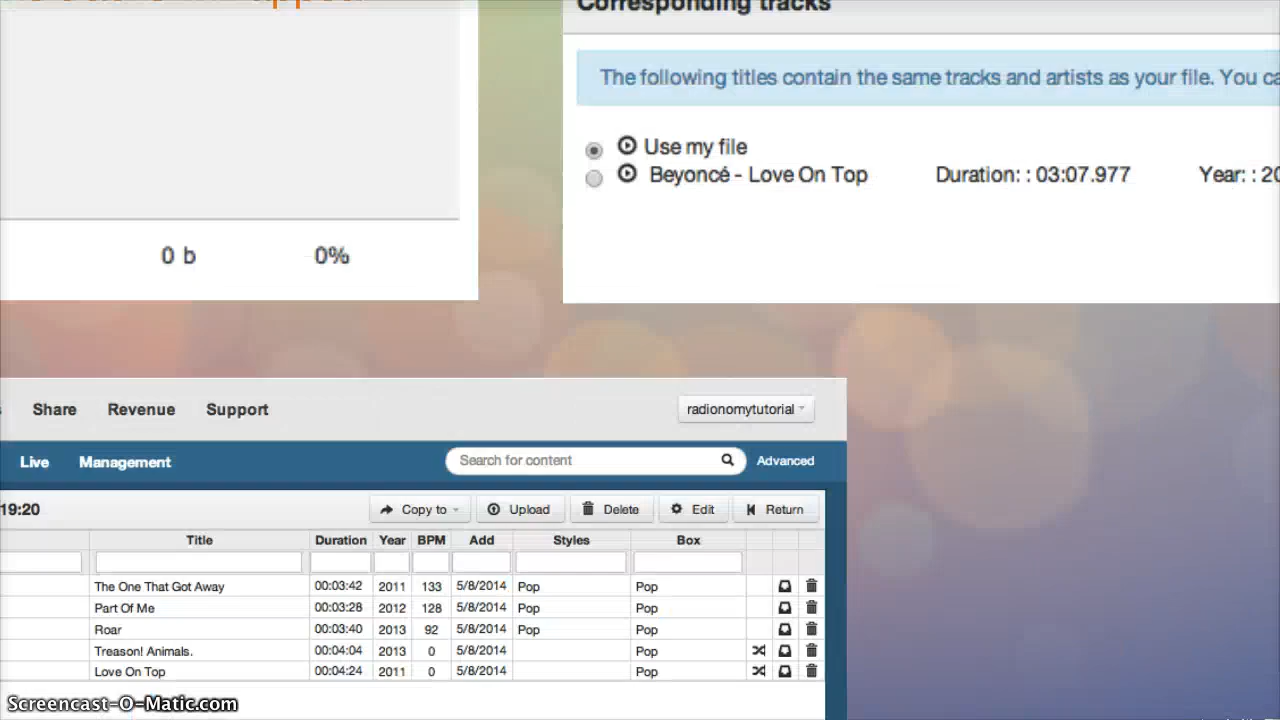 Corresponding tracks
The following titles contain the same tracks and artists as your file. You ca
Use my file
Beyoncé - Love On Top Duration: : 03:07.977 Year: : 20
0 b 0%
Share Revenue Support radionomytutorial
Live Management Search for content Advanced
19:20 Copy to Upload Delete Edit Return
Title Duration Year BPM Add Styles Box
The One That Got Away 00:03:42 2011 133 5/8/2014 Pop Pop
Part Of Me 00:03:28 2012 128 5/8/2014 Pop Pop
Roar 00:03:40 2013 92 5/8/2014 Pop Pop
Treason! Animals. 00:04:04 2013 0 5/8/2014 Pop
Love On Top 00:04:24 2011 0 5/8/2014 Pop
Screencast-O-Matic.com